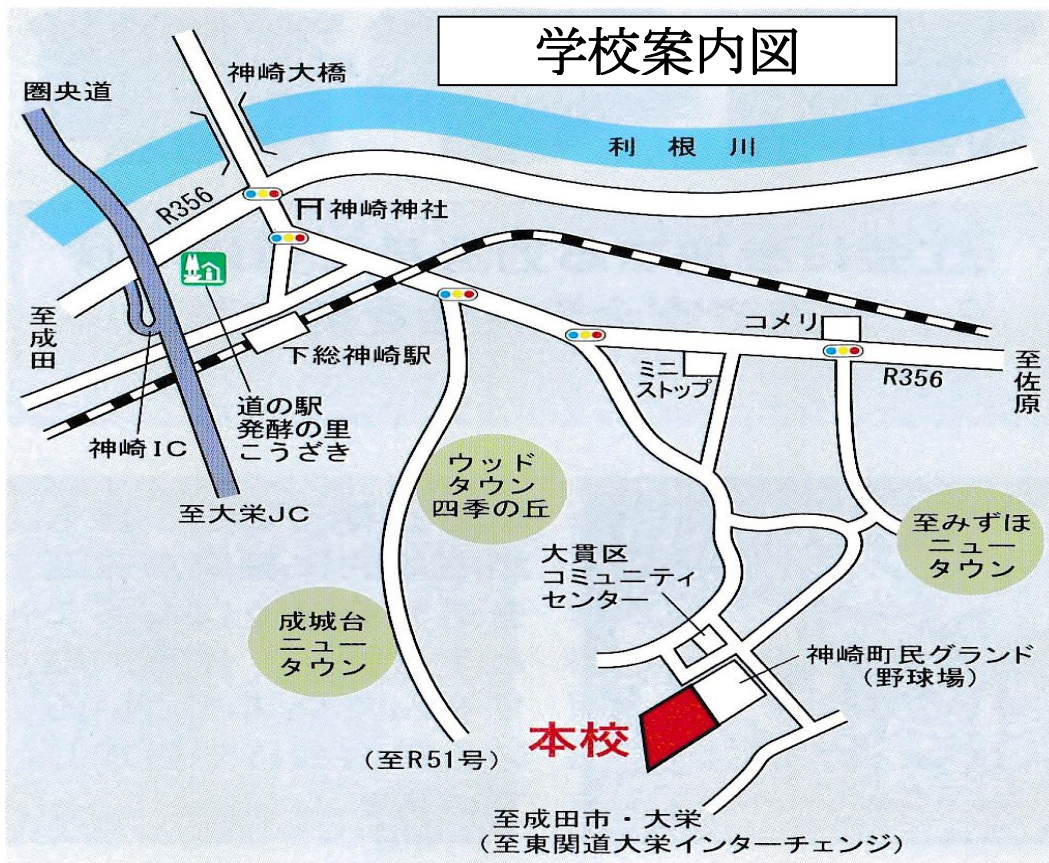 学校案内図
神崎大橋
圏央道
利根川
R356
神崎神社
至成田
下総神崎駅
コメリ
ミニ
ストップ
R356
至佐原
道の駅
発酵の里
こうざき
神崎IC
至大栄JC
ウッド
タウン
四季の丘
至みずほ
ニュー
タウン
大貫区
コミュニティ
センター
成城台
ニュー
タウン
神崎町民グランド
(野球場)
本校
(至R51号)
至成田市・大栄
(至東関道大栄インターチェンジ)